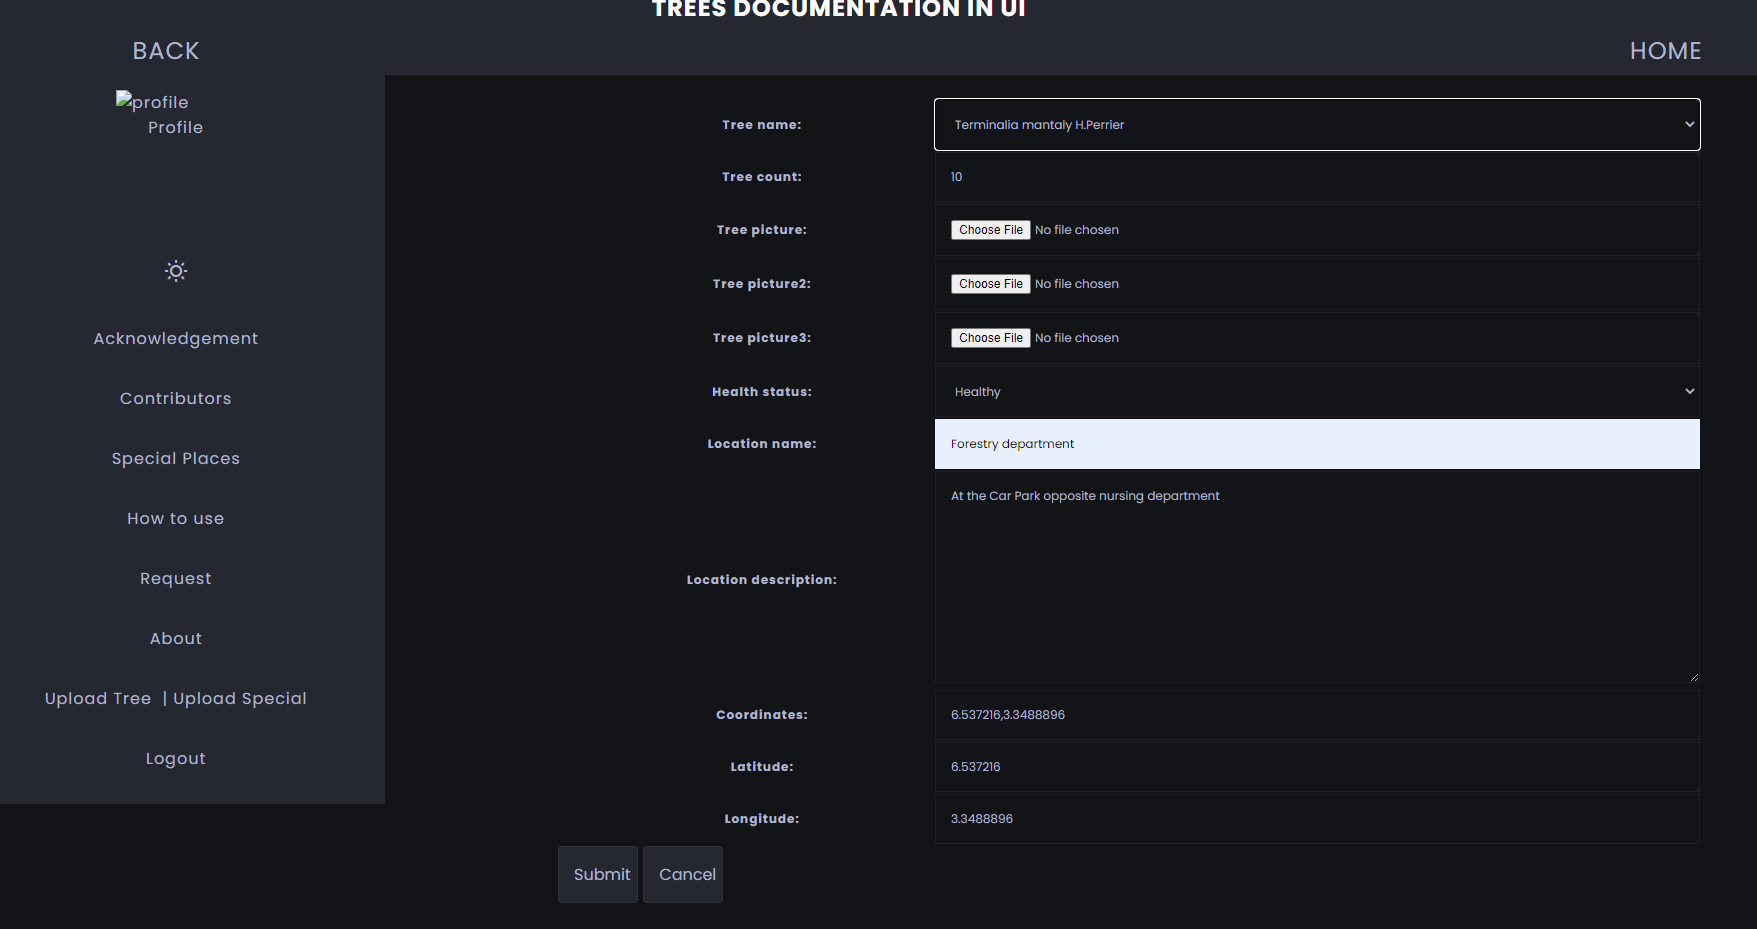 TREES DOCUMENTATION IN UI
BACK
HOME
profile
Profile
Acknowledgement
Contributors
Special Places
How to use
Request
About
Upload Tree | Upload Special
Logout
Tree name: Terminalia mantaly H.Perrier
Tree count: 10
Tree picture: Choose File No file chosen
Tree picture2: Choose File No file chosen
Tree picture3: Choose File No file chosen
Health status: Healthy
Location name: Forestry department
Location description: At the Car Park opposite nursing department
Coordinates: 6.537216,3.3488896
Latitude: 6.537216
Longitude: 3.3488896
Submit Cancel